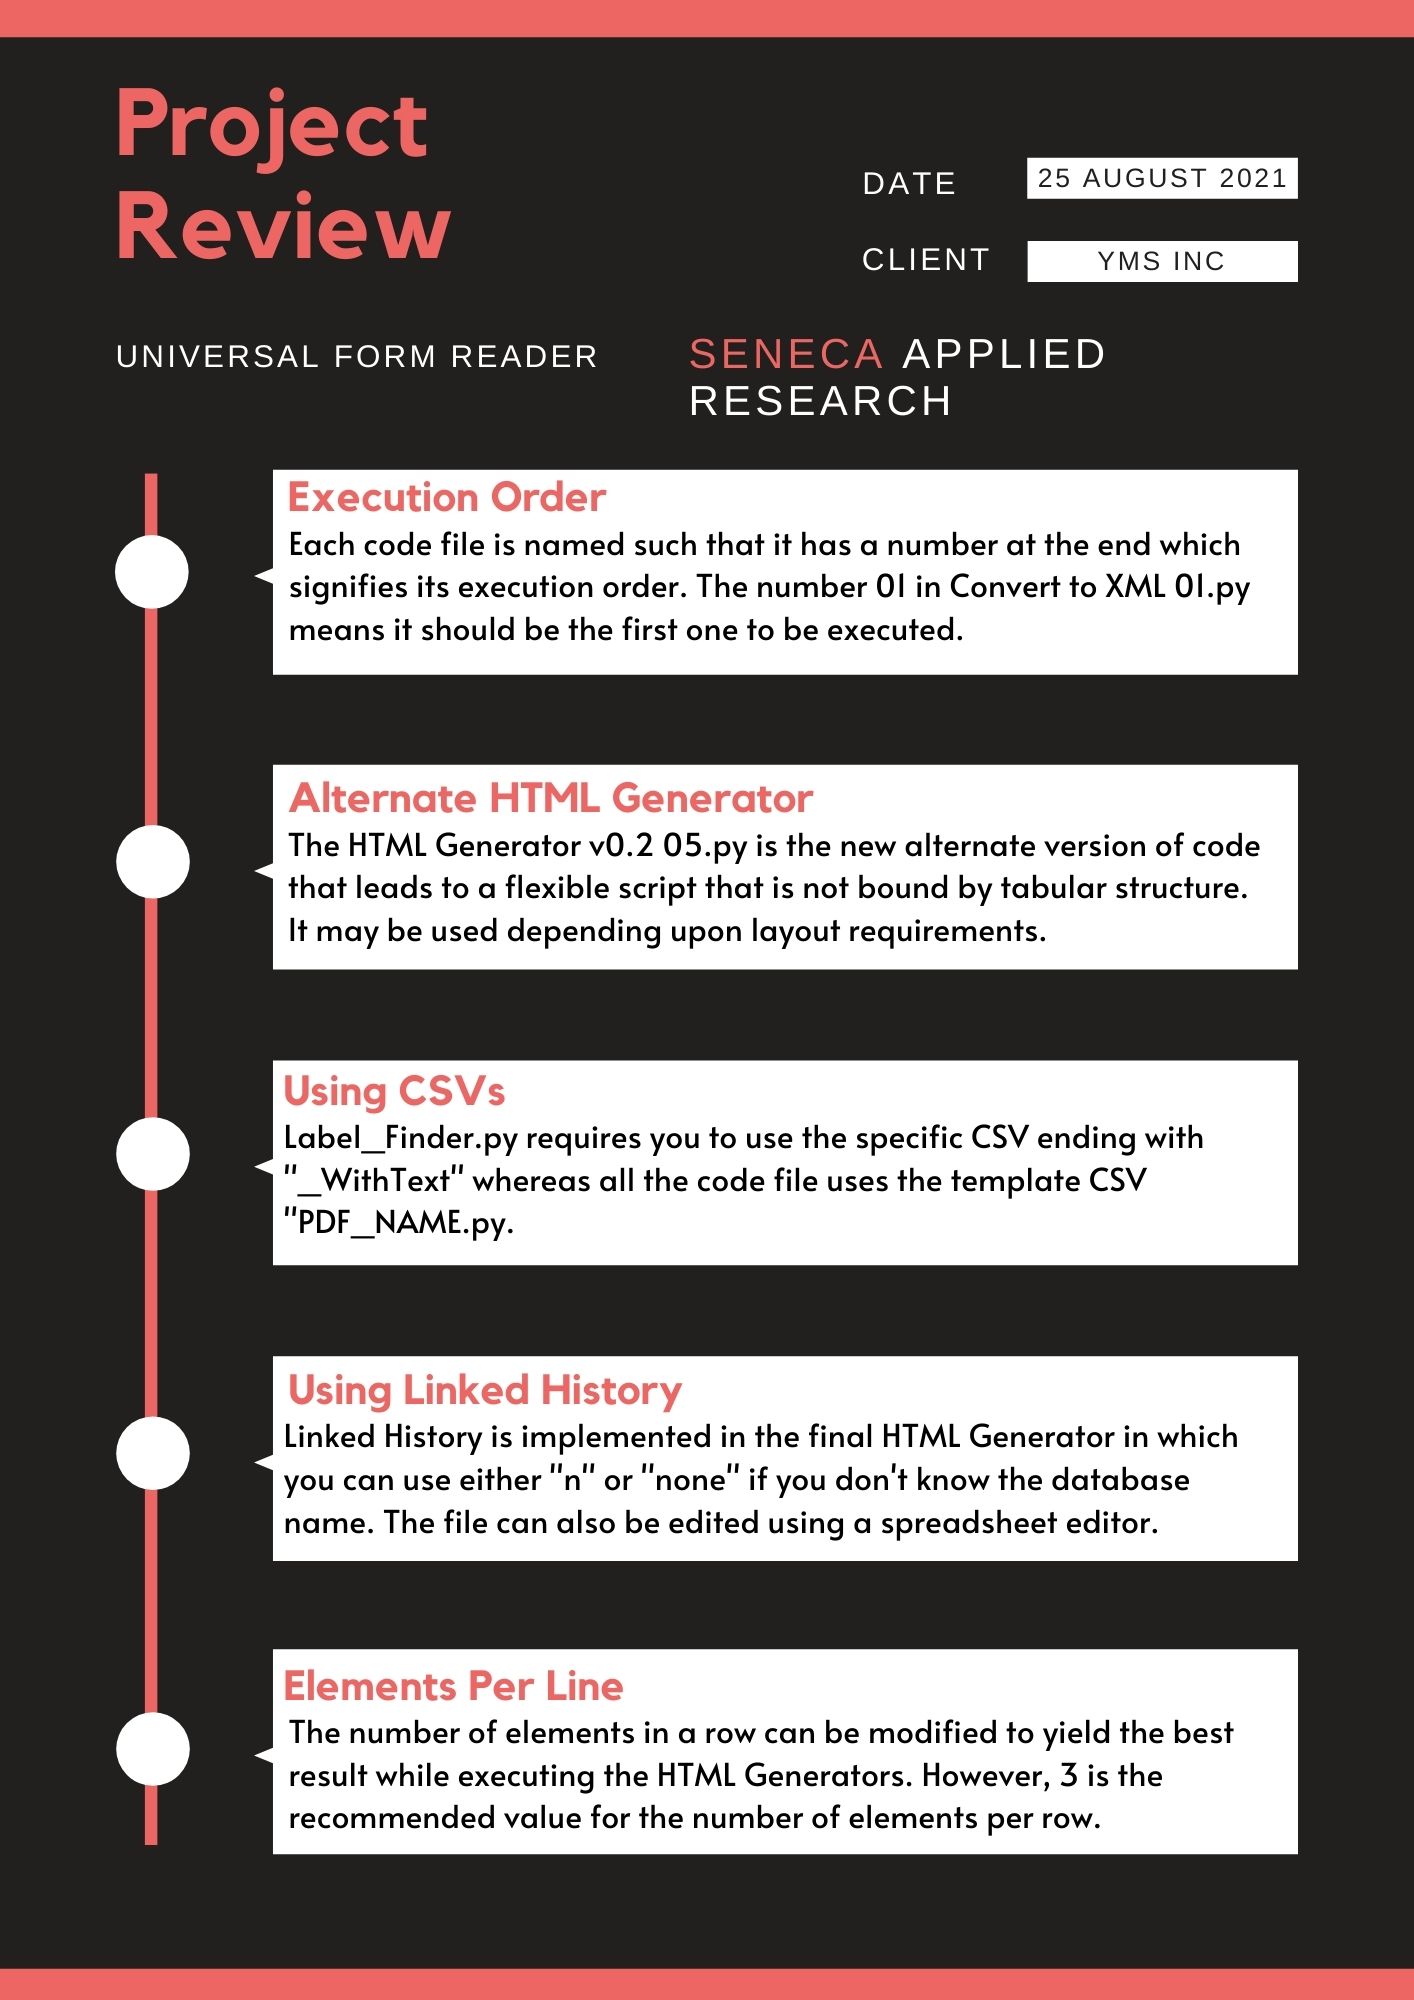 Project
Review
DATE
25 AUGUST 2021
CLIENT
YMS INC
UNIVERSAL FORM READER
SENECA APPLIED
RESEARCH
Execution Order
Each code file is named such that it has a number at the end which
signifies its execution order. The number 01 in Convert to XML 01.py
means it should be the first one to be executed.
Alternate HTML Generator
The HTML Generator v0.2 05.py is the new alternate version of code
that leads to a flexible script that is not bound by tabular structure.
It may be used depending upon layout requirements.
Using CSVs
Label_Finder.py requires you to use the specific CSV ending with
"_WithText" whereas all the code file uses the template CSV
"PDF_NAME.py.
Using Linked History
Linked History is implemented in the final HTML Generator in which
you can use either "n" or "none" if you don't know the database
name. The file can also be edited using a spreadsheet editor.
Elements Per Line
The number of elements in a row can be modified to yield the best
result while executing the HTML Generators. However, 3 is the
recommended value for the number of elements per row.